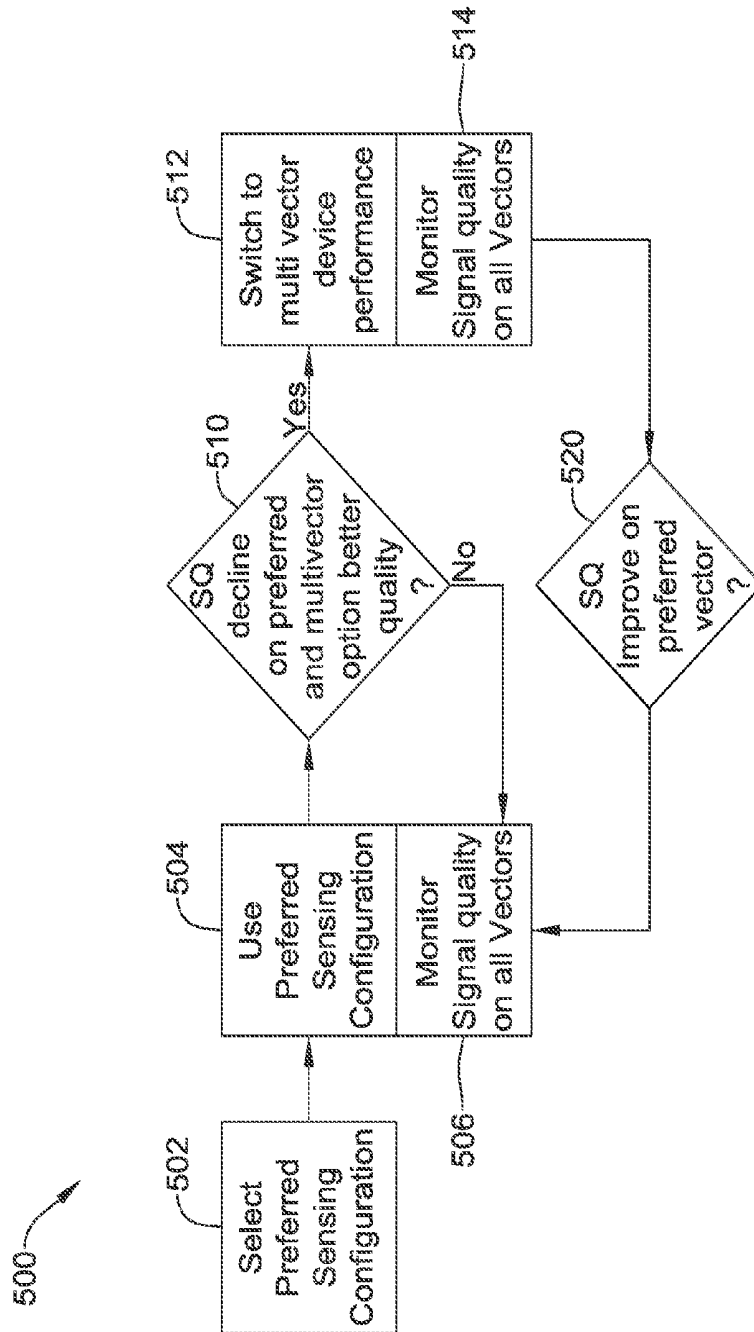 500
502
Select
Preferred
Sensing
Configuration
504
Use
Preferred
Sensing
Configuration
Monitor
Signal quality
on all Vectors
506
510
SQ
decline
on preferred
and multivector
option better
quality
?
Yes
No
512
Switch to
multi vector
device
performance
Monitor
Signal quality
on all Vectors
514
520
SQ
Improve on
preferred
vector
?